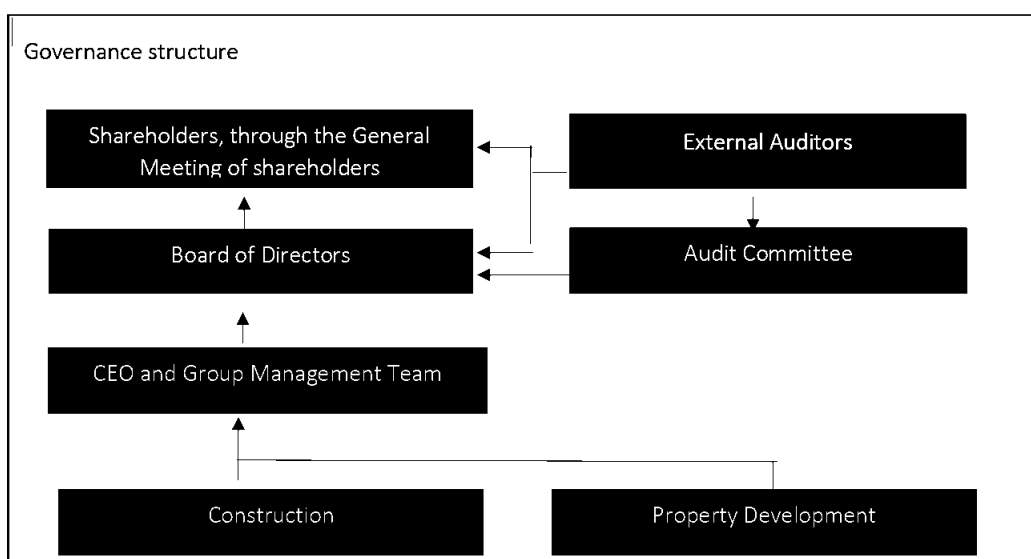 Governance structure
Shareholders, through the General
Meeting of shareholders
External Auditors
Board of Directors
Audit Committee
CEO and Group Management Team
Construction
Property Development